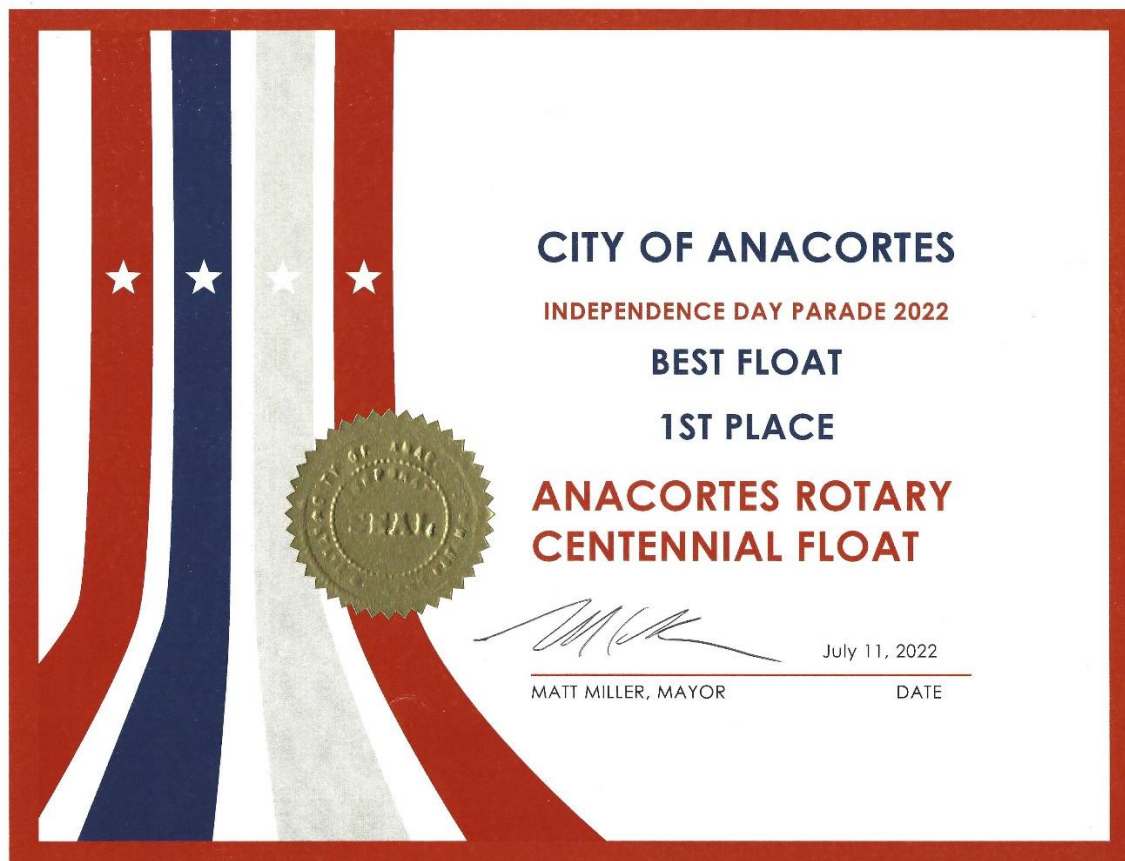 CITY OF ANACORTES
INDEPENDENCE DAY PARADE 2022
BEST FLOAT
1ST PLACE
ANACORTES ROTARY
CENTENNIAL FLOAT
July 11, 2022
MATT MILLER, MAYOR DATE
SEAL